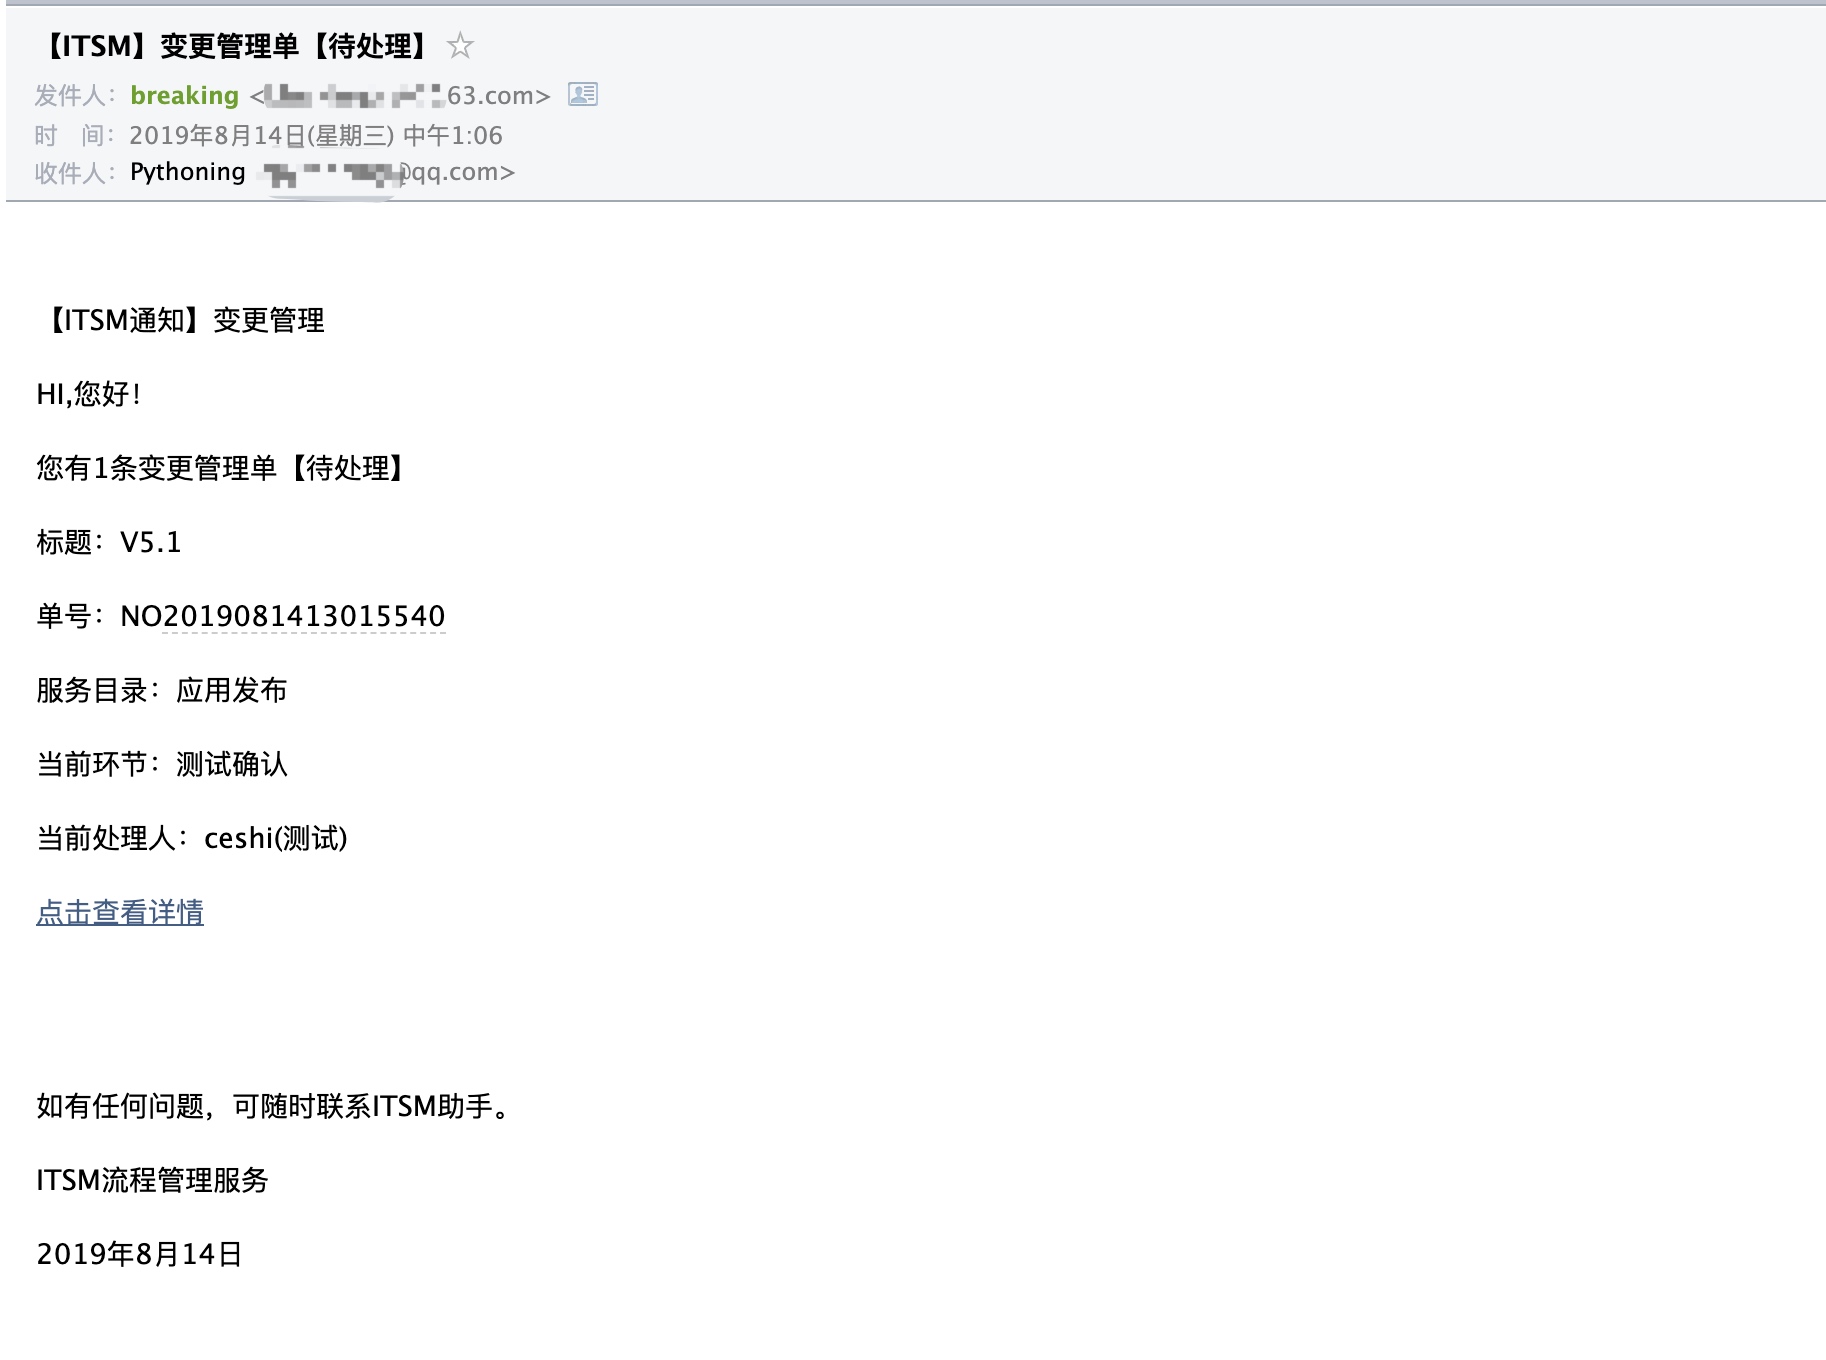 【ITSM】变更管理单【待处理】
发件人：breaking <63.com>
时 间：2019年8月14日(星期三) 中午1:06
收件人：Pythoning @qq.com>
【ITSM通知】变更管理
HI,您好！
您有1条变更管理单【待处理】
标题：V5.1
单号：NO2019081413015540
服务目录：应用发布
当前环节：测试确认
当前处理人：ceshi(测试)
点击查看详情
如有任何问题，可随时联系ITSM助手。
ITSM流程管理服务
2019年8月14日